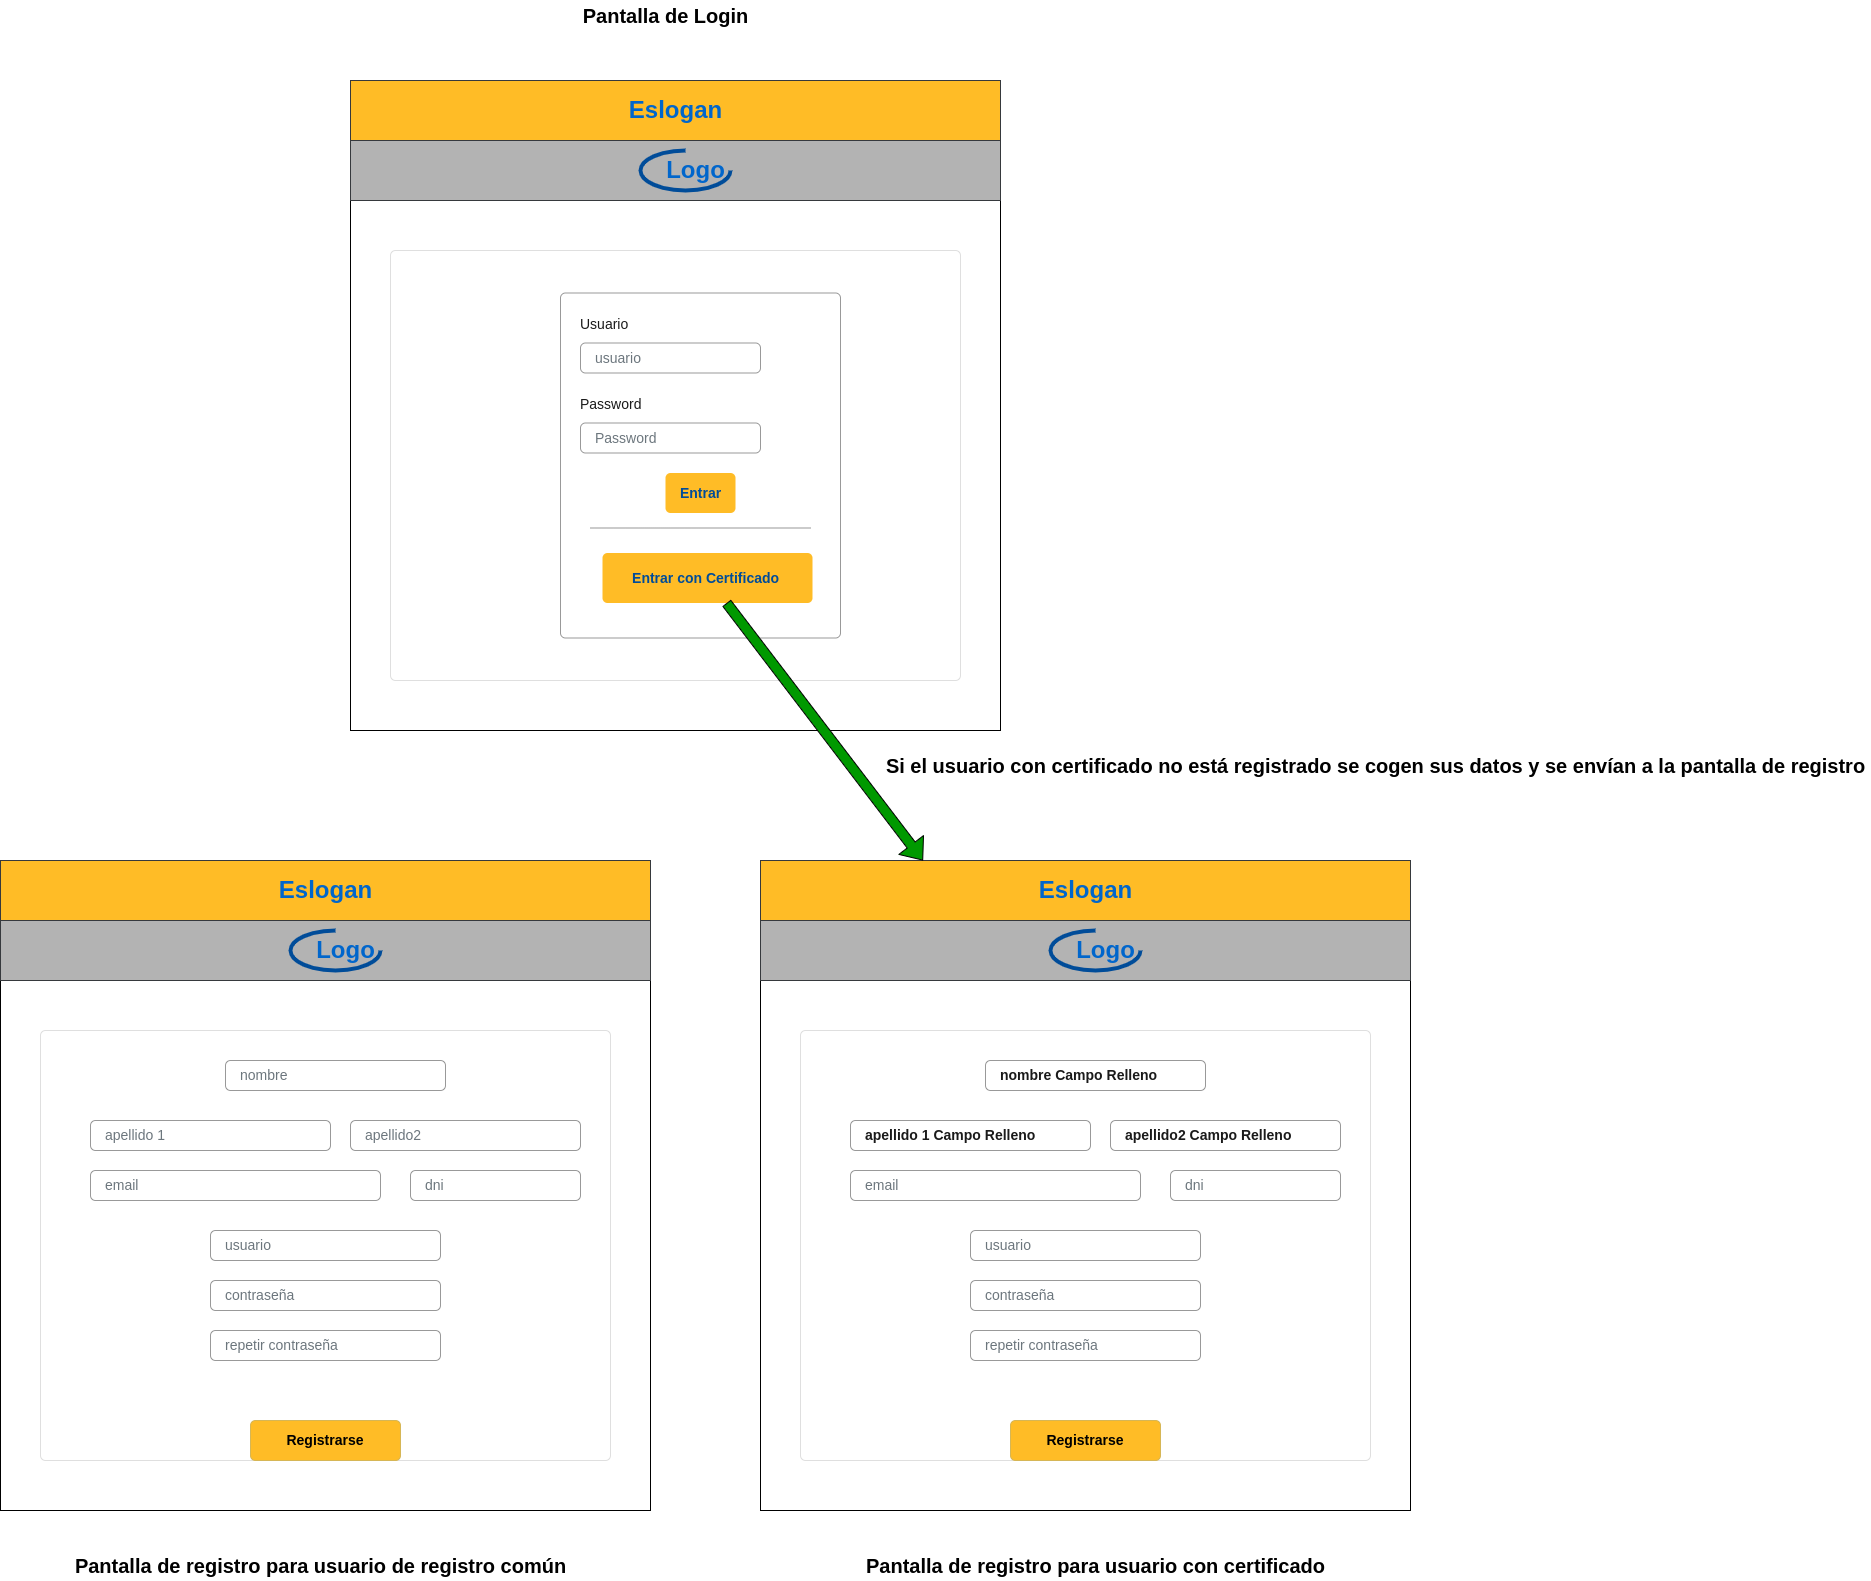 Pantalla de Login
Eslogan
Logo
Usuario
usuario
Password
Password
Entrar
Entrar con Certificado
Si el usuario con certificado no está registrado se cogen sus datos y se envían a la pantalla de registro
Eslogan
Logo
nombre
apellido 1
apellido2
email
dni
usuario
contraseña
repetir contraseña
Registrarse
Pantalla de registro para usuario de registro común
Eslogan
Logo
nombre Campo Relleno
apellido 1 Campo Relleno
apellido2 Campo Relleno
email
dni
usuario
contraseña
repetir contraseña
Registrarse
Pantalla de registro para usuario con certificado